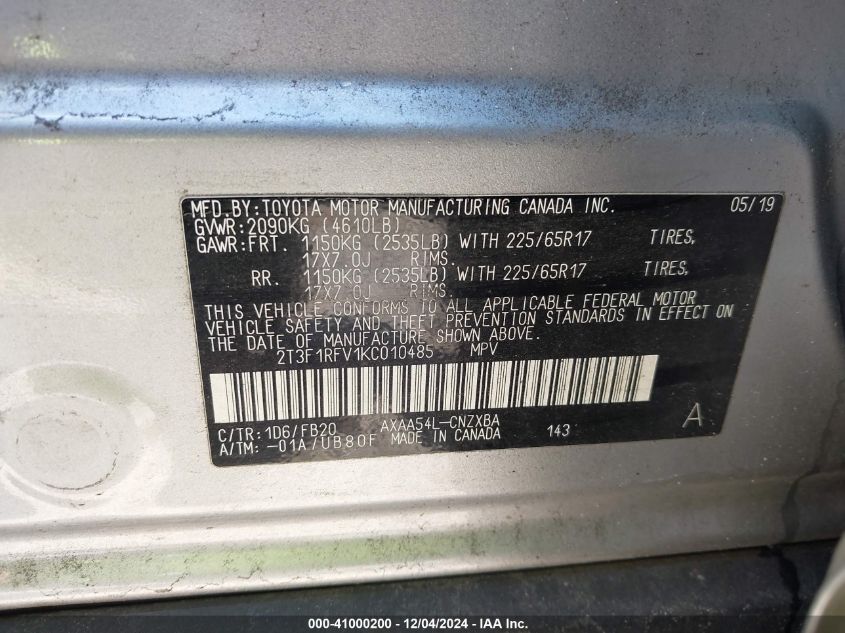 MFD.BY:TOYOTA MOTOR MANUFACTURING CANADA INC. 05/19
GVWR:2090KG (4610LB)
GAWR:FRT. 1150KG (2535LB) WITH 225/65R17 TIRES,
17X7.0J RIMS.
RR. 1150KG (2535LB) WITH 225/65R17 TIRES,
17X7.0J RIMS.
THIS VEHICLE CONFORMS TO ALL APPLICABLE FEDERAL MOTOR
VEHICLE SAFETY AND THEFT PREVENTION STANDARDS IN EFFECT ON
THE DATE OF MANUFACTURE SHOWN ABOVE.
2T3F1RFV1KC010485 MPV
C/TR: 1D6/FB20 AXAA54L-CNZXBA A
A/TM: -01A/UB80F MADE IN CANADA 143
000-41000200 - 12/04/2024 - IAA Inc.